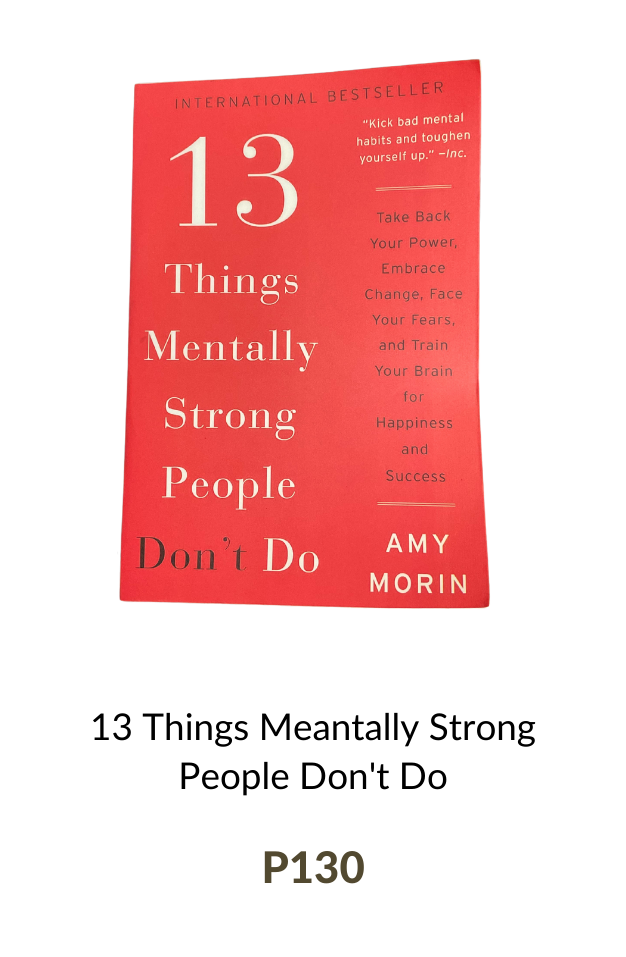 INTERNATIONAL BESTSELLER
13
Things
Mentally
Strong
People
Don't Do
"Kick bad mental
habits and toughen
yourself up." —Inc.
Take Back
Your Power,
Embrace
Change, Face
Your Fears,
and Train
Your Brain
for
Happiness
and
Success
AMY
MORIN
13 Things Meantally Strong
People Don't Do
P130